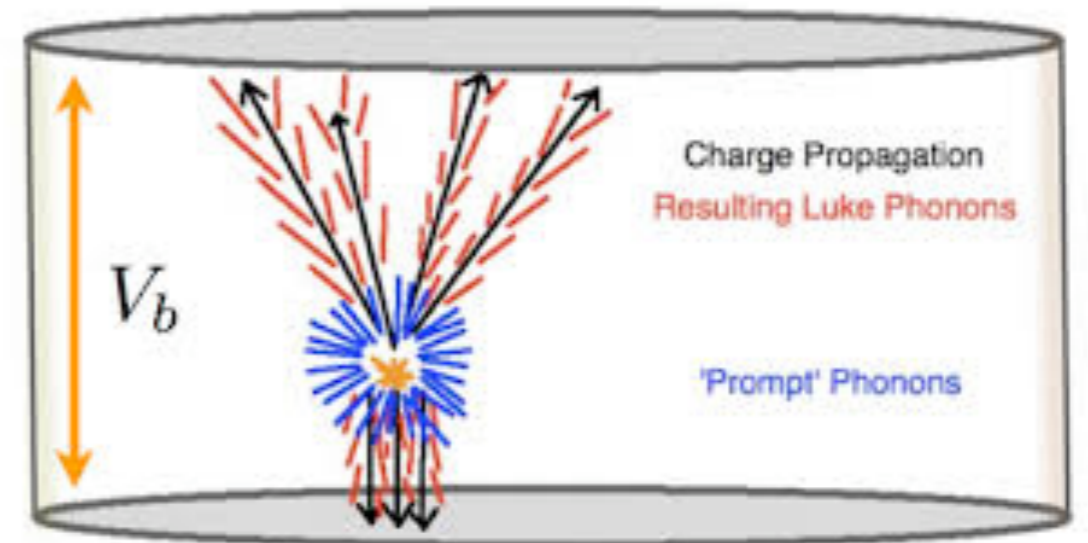 Charge Propagation
Resulting Luke Phonons
V_b
'Prompt' Phonons